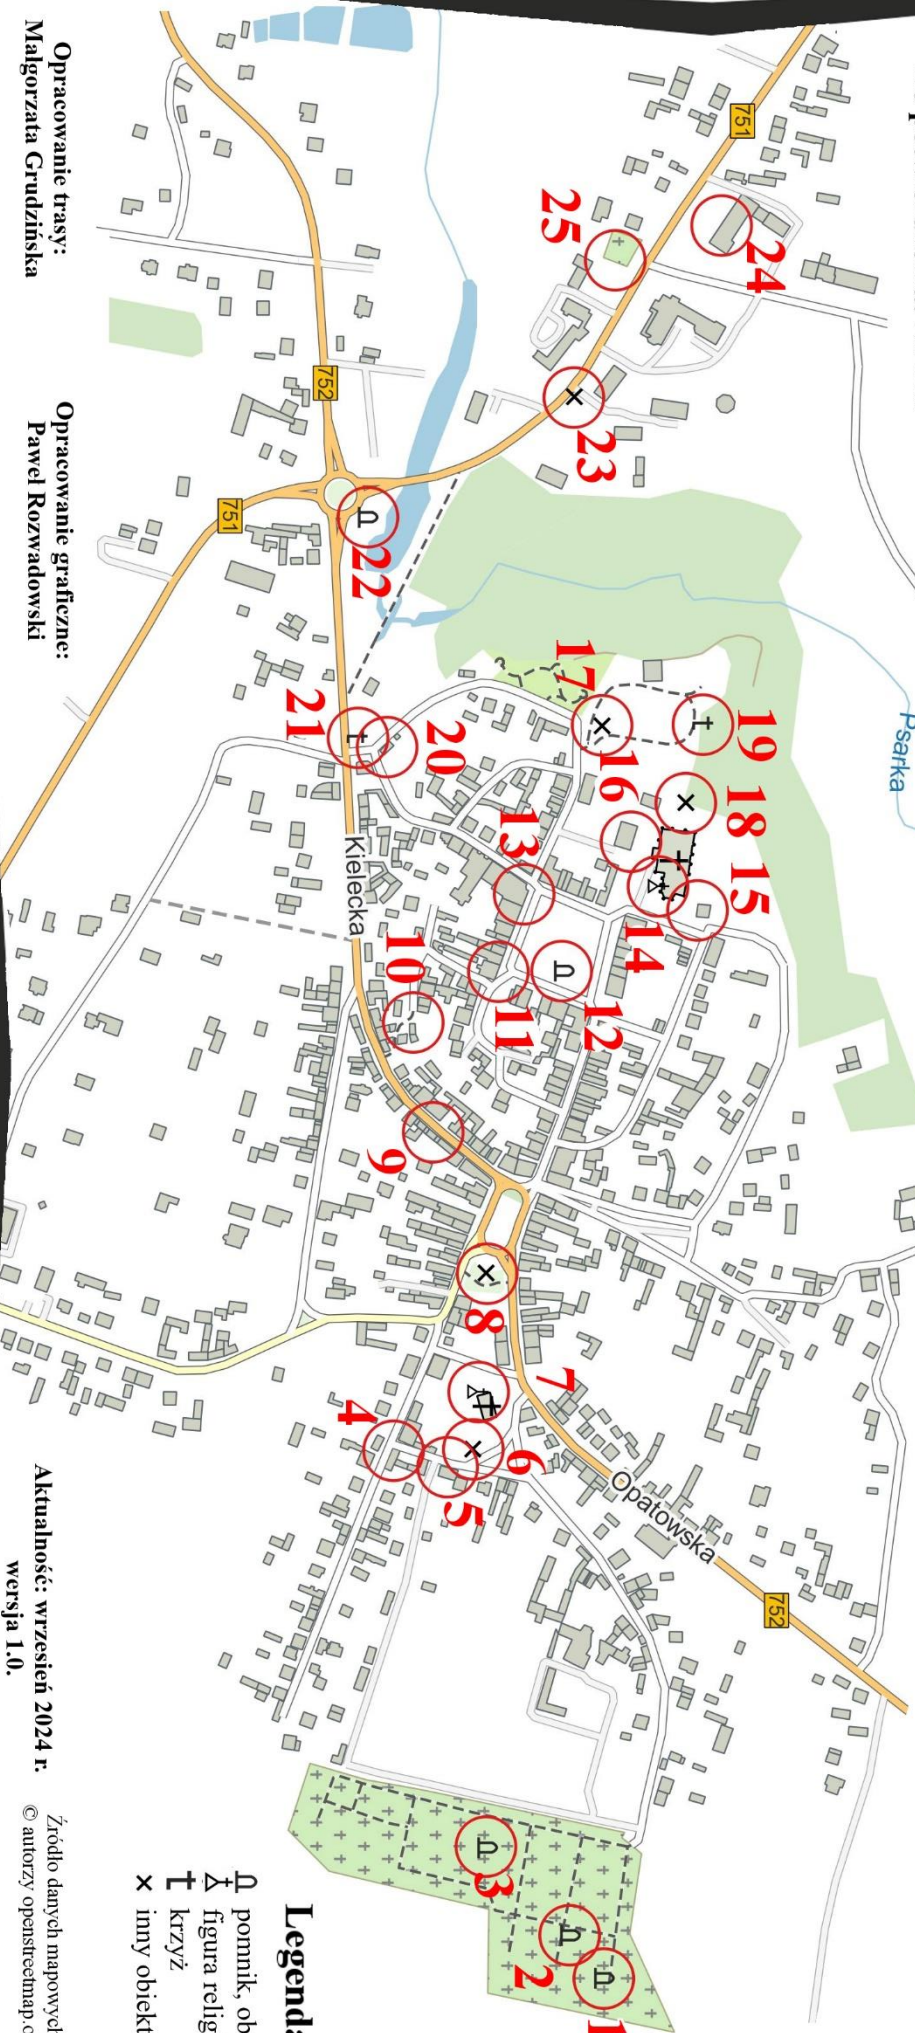 751
24
25
23
752
751
22
Psarka
17
19
16
18
15
21
20
13
14
Kielecka
10
11
12
9
8
7
6
5
4
Opatowska
752
3
2
1
Opracowanie trasy:
Małgorzata Grudzińska
Opracowanie graficzne:
Paweł Rozwadowski
Aktualność: wrzesień 2024 r.
wersja 1.0.
Źródło danych mapowych
© autorzy openstreetmap.
Legenda
pomnik,
figura
krzyż
inny obiekt